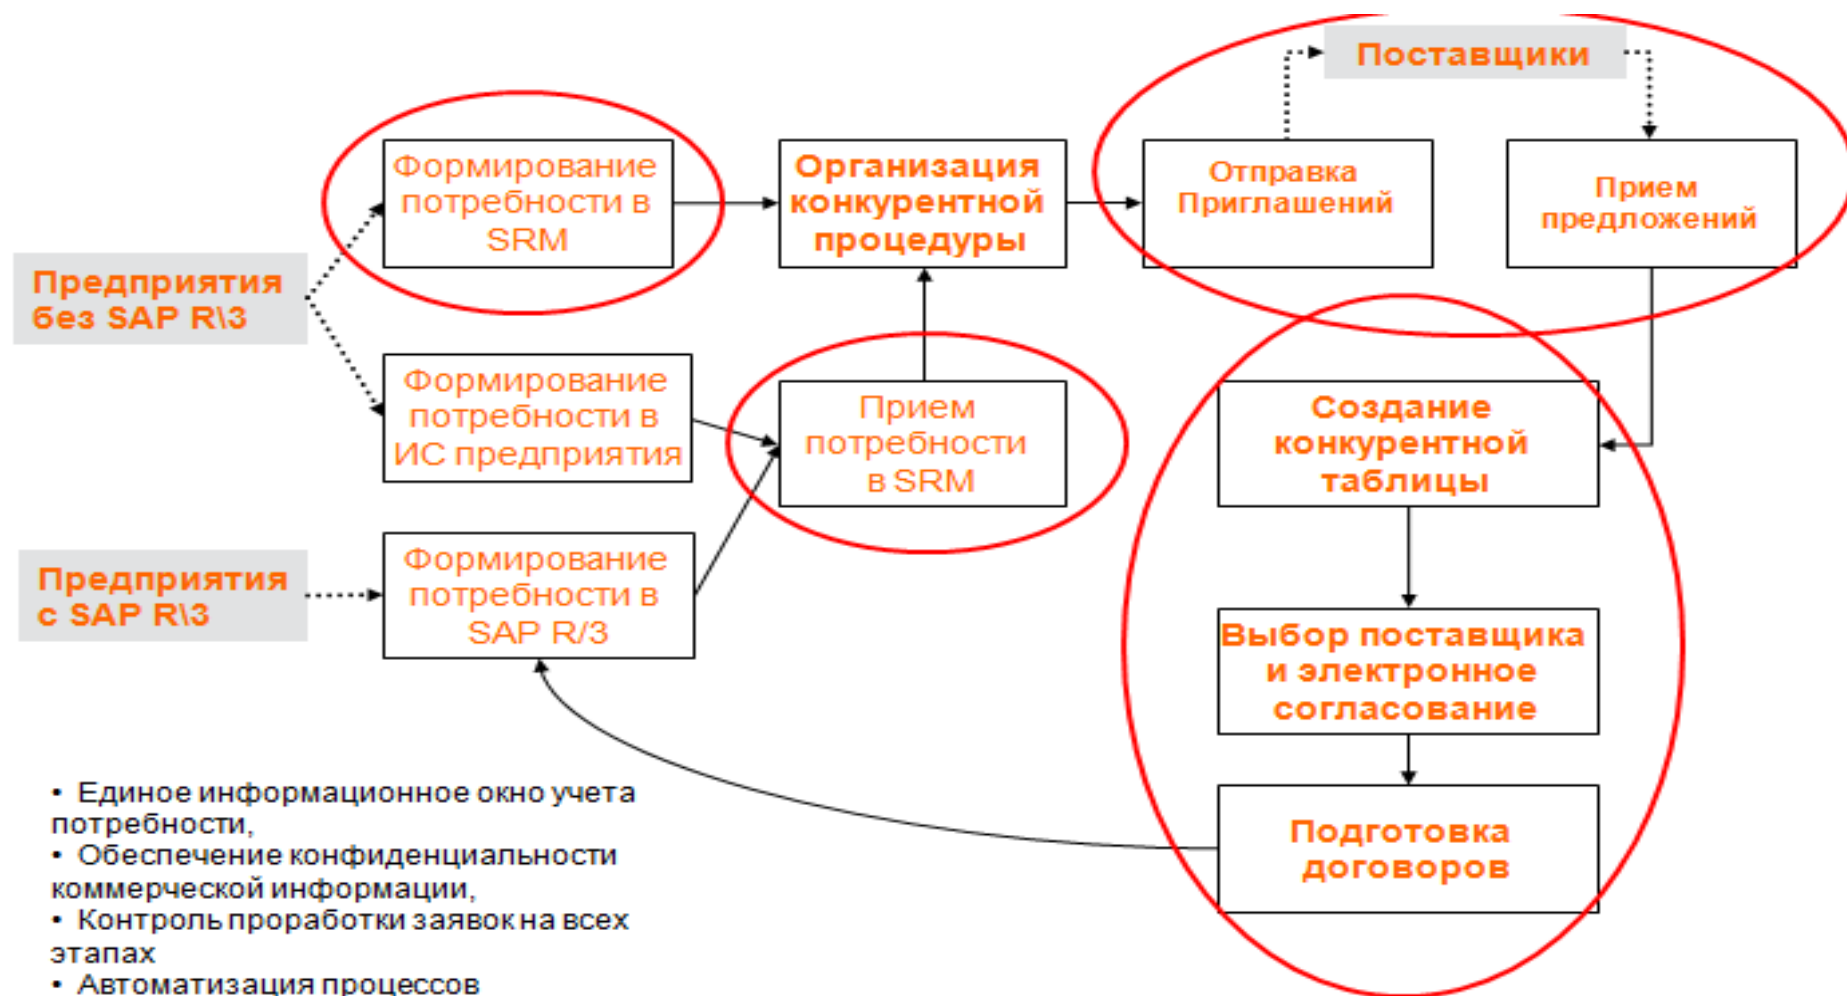 Поставщики
Формирование
потребности в
SRM
Организация
конкурентной
процедуры
Отправка
Приглашений
Прием
предложений
Предприятия
без SAP R\3
Формирование
потребности в
ИС предприятия
Прием
потребности
в SRM
Создание
конкурентной
таблицы
Предприятия
с SAP R\3
Формирование
потребности в
SAP R/3
Выбор поставщика
и электронное
согласование
Подготовка
договоров
• Единое информационное окно учета
потребности,
• Обеспечение конфиденциальности
коммерческой информации,
• Контроль проработки заявок на всех
этапах
• Автоматизация процессов